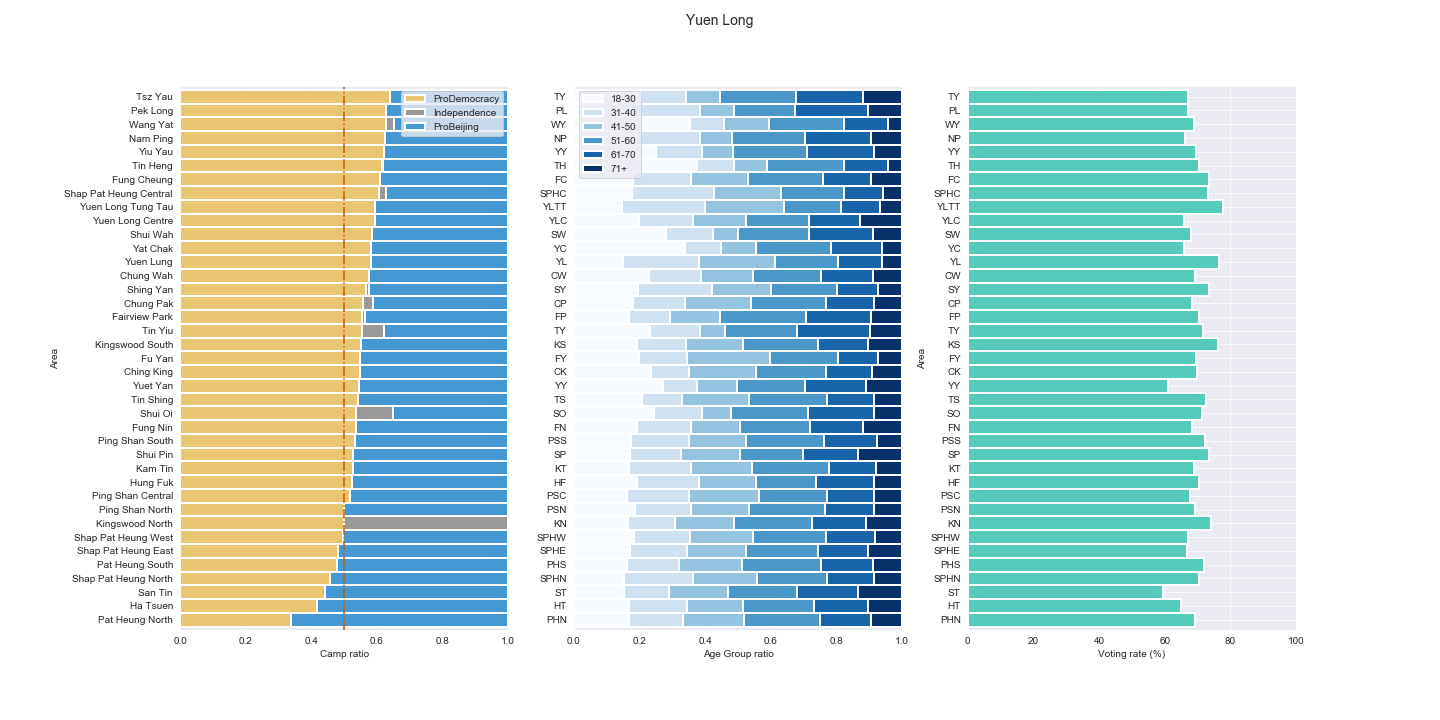 Yuen Long
Area
Tsz Yau
Pek Long
Wang Yat
Nam Ping
Yiu Yau
Tin Heng
Fung Cheung
Shap Pat Heung Central
Yuen Long Tung Tau
Yuen Long Centre
Shui Wah
Yat Chak
Yuen Lung
Chung Wah
Shing Yan
Chung Pak
Fairview Park
Tin Yiu
Kingswood South
Fu Yan
Ching King
Yuet Yan
Tin Shing
Shui Oi
Fung Nin
Ping Shan South
Shui Pin
Kam Tin
Hung Fuk
Ping Shan Central
Ping Shan North
Kingswood North
Shap Pat Heung West
Shap Pat Heung East
Pat Heung South
Shap Pat Heung North
San Tin
Ha Tsuen
Pat Heung North
ProDemocracy
Independence
ProBeijing
0.0 0.2 0.4 0.6 0.8 1.0
Camp ratio
TY
PL
WY
NP
YY
TH
FC
SPHC
YLTT
YLC
SW
YC
YL
CW
SY
CP
FP
TY
KS
FY
CK
YY
TS
SO
FN
PSS
SP
KT
HF
PSC
PSN
KN
SPHW
SPHE
PHS
SPHN
ST
HT
PHN
18-30
31-40
41-50
51-60
61-70
71+
0.0 0.2 0.4 0.6 0.8 1.0
Age Group ratio
Area
TY
PL
WY
NP
YY
TH
FC
SPHC
YLTT
YLC
SW
YC
YL
CW
SY
CP
FP
TY
KS
FY
CK
YY
TS
SO
FN
PSS
SP
KT
HF
PSC
PSN
KN
SPHW
SPHE
PHS
SPHN
ST
HT
PHN
0 20 40 60 80 100
Voting rate (%)